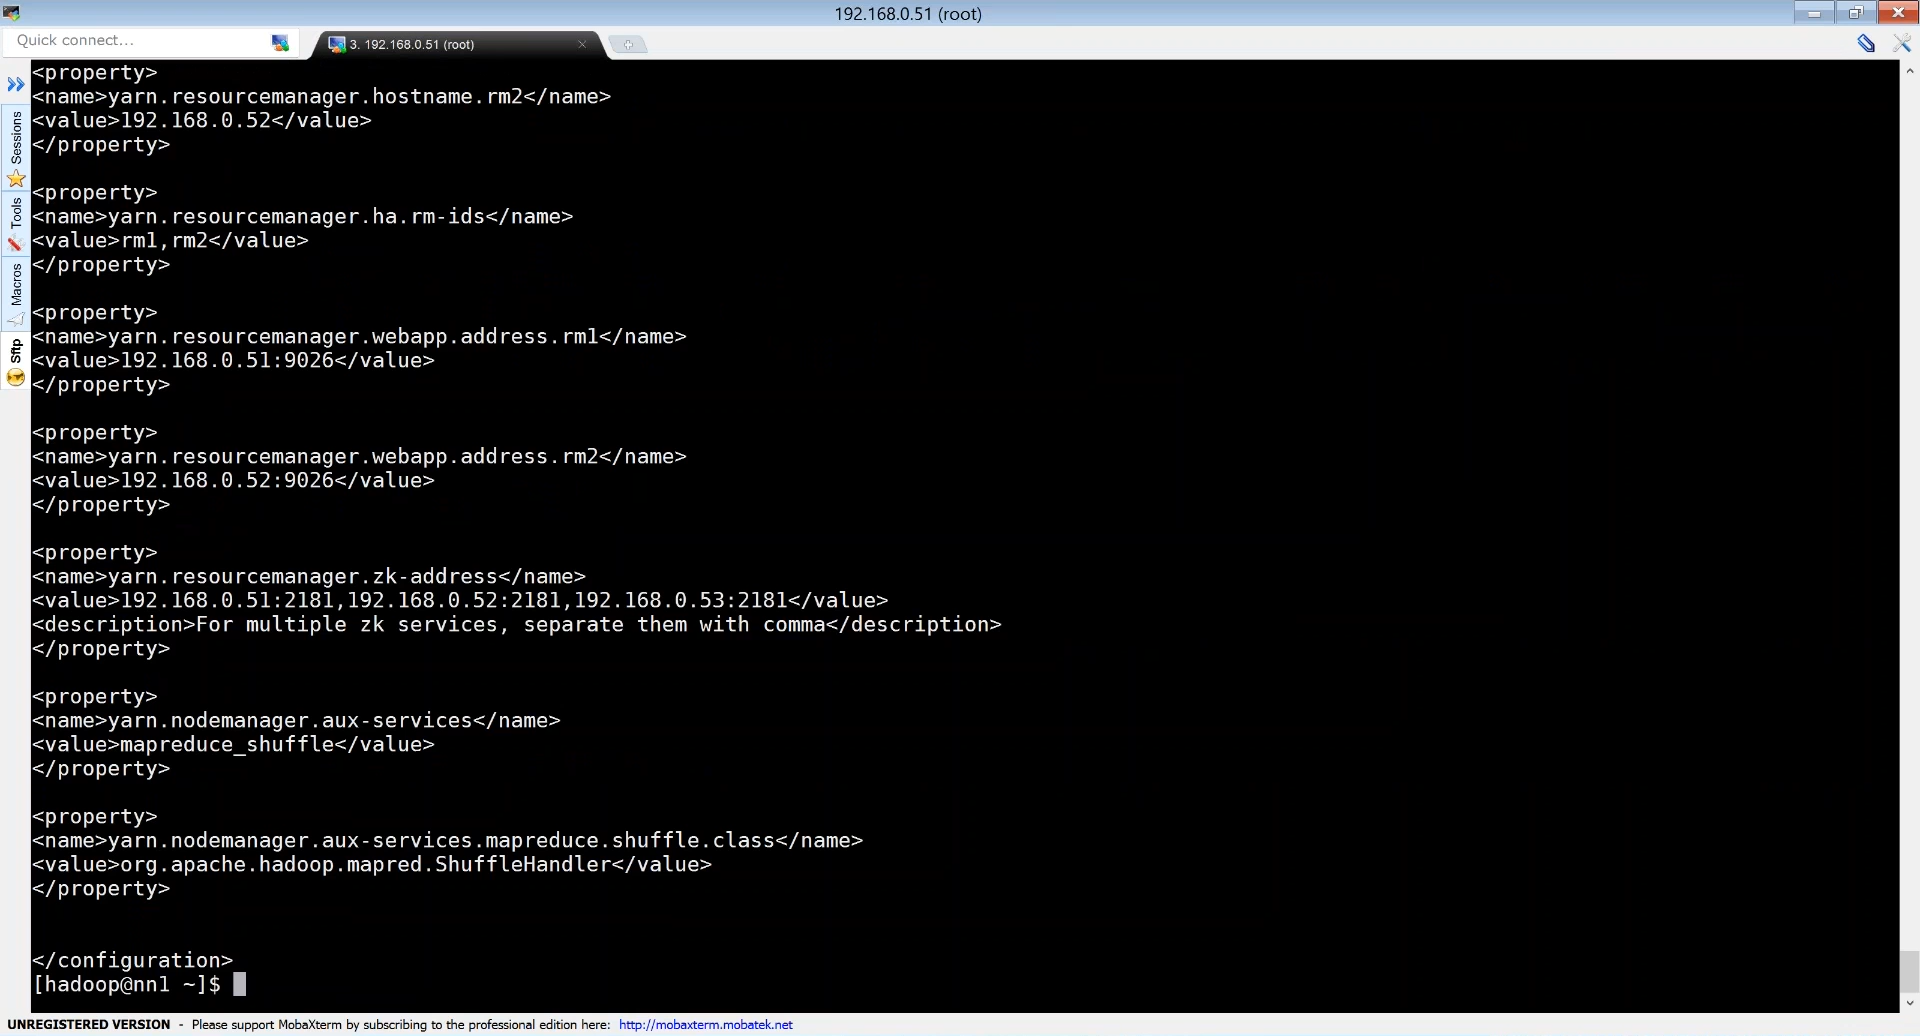 192.168.0.51 (root)
Quick connect...
3. 192.168.0.51 (root)
Sessions
Tools
Macros
Sftp
<property>
<name>yarn.resourcemanager.hostname.rm2</name>
<value>192.168.0.52</value>
</property>
<property>
<name>yarn.resourcemanager.ha.rm-ids</name>
<value>rm1,rm2</value>
</property>
<property>
<name>yarn.resourcemanager.webapp.address.rm1</name>
<value>192.168.0.51:9026</value>
</property>
<property>
<name>yarn.resourcemanager.webapp.address.rm2</name>
<value>192.168.0.52:9026</value>
</property>
<property>
<name>yarn.resourcemanager.zk-address</name>
<value>192.168.0.51:2181,192.168.0.52:2181,192.168.0.53:2181</value>
<description>For multiple zk services, separate them with comma</description>
</property>
<property>
<name>yarn.nodemanager.aux-services</name>
<value>mapreduce_shuffle</value>
</property>
<property>
<name>yarn.nodemanager.aux-services.mapreduce.shuffle.class</name>
<value>org.apache.hadoop.mapred.ShuffleHandler</value>
</property>
</configuration>
[hadoop@nn1 ~]$
UNREGISTERED VERSION - Please support MobaXterm by subscribing to the professional edition here: http://mobaxterm.mobatek.net